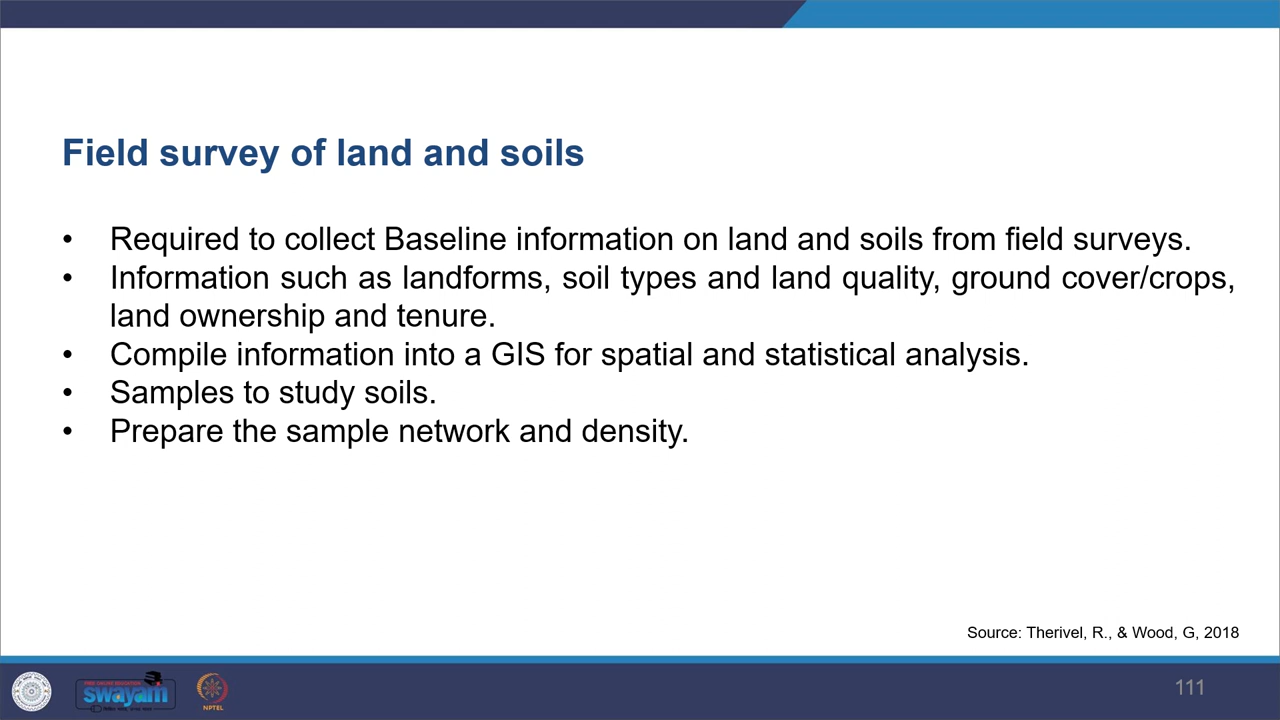 Field survey of land and soils
• Required to collect Baseline information on land and soils from field surveys.
• Information such as landforms, soil types and land quality, ground cover/crops,
land ownership and tenure.
• Compile information into a GIS for spatial and statistical analysis.
• Samples to study soils.
• Prepare the sample network and density.
Source: Therivel, R., & Wood, G, 2018
FREE ONLINE EDUCATION
swayam
NPTEL
111